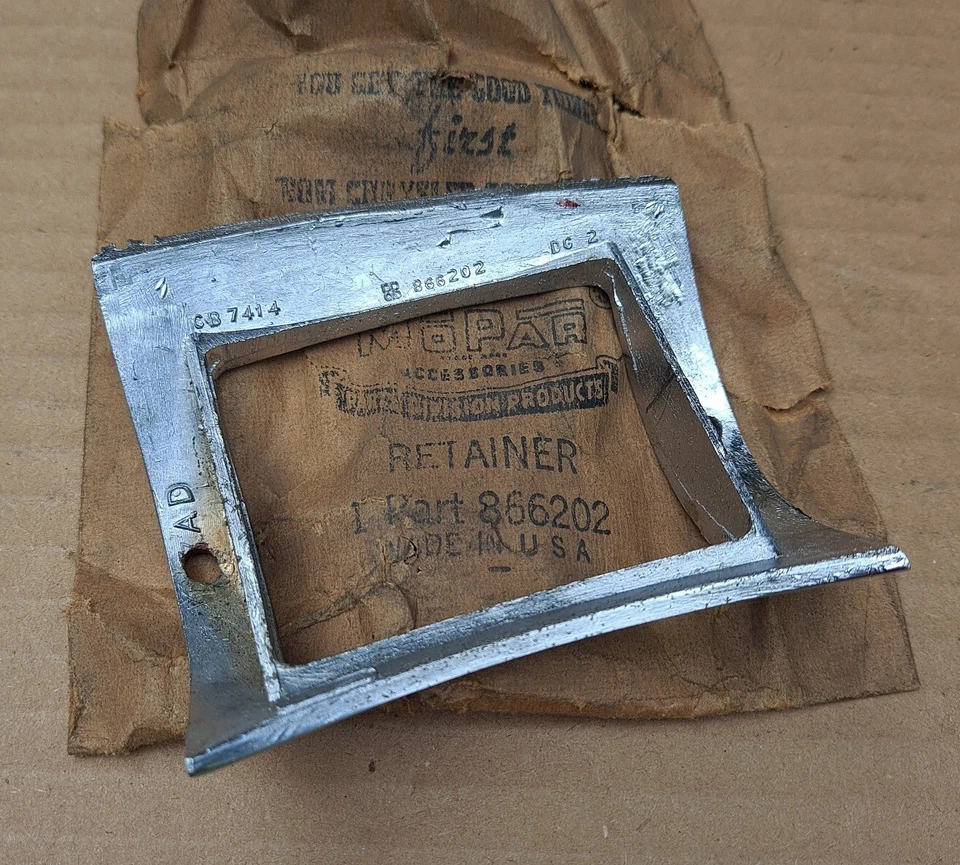 YOU GET THE GOOD THINGS
first
FROM CHRYSLER
DC 2
866202
CB 7414
AD
MOPAR
ACCESSORIES
PARTS DIVISION PRODUCTS
RETAINER
1 Part 866202
MADE IN U S A